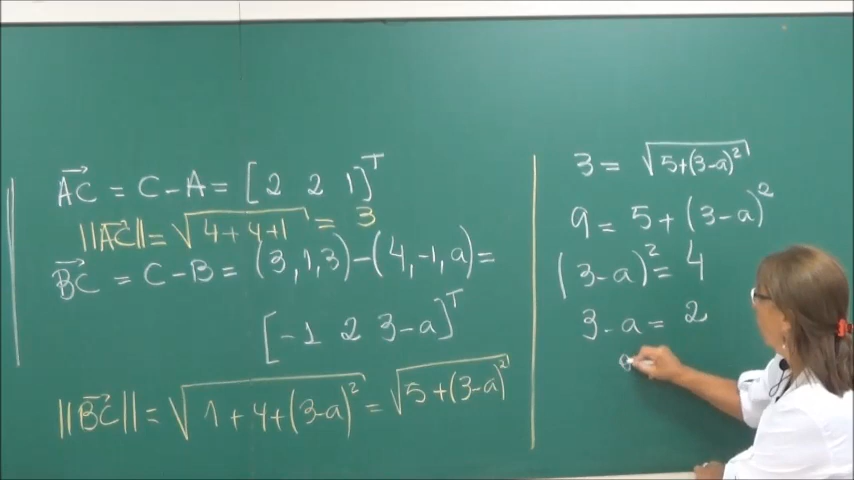 AC⃗ = C-A = [2 2 1]ᵀ
||AC⃗|| = √(4+4+1) = 3
BC⃗ = C-B = (3,1,3)-(4,-1,a) =
[-1 2 3-a]ᵀ
||BC⃗|| = √(1+4+(3-a)²) = √(5+(3-a)²)
3 = √(5+(3-a)²)
9 = 5+(3-a)²
(3-a)² = 4
3-a = 2